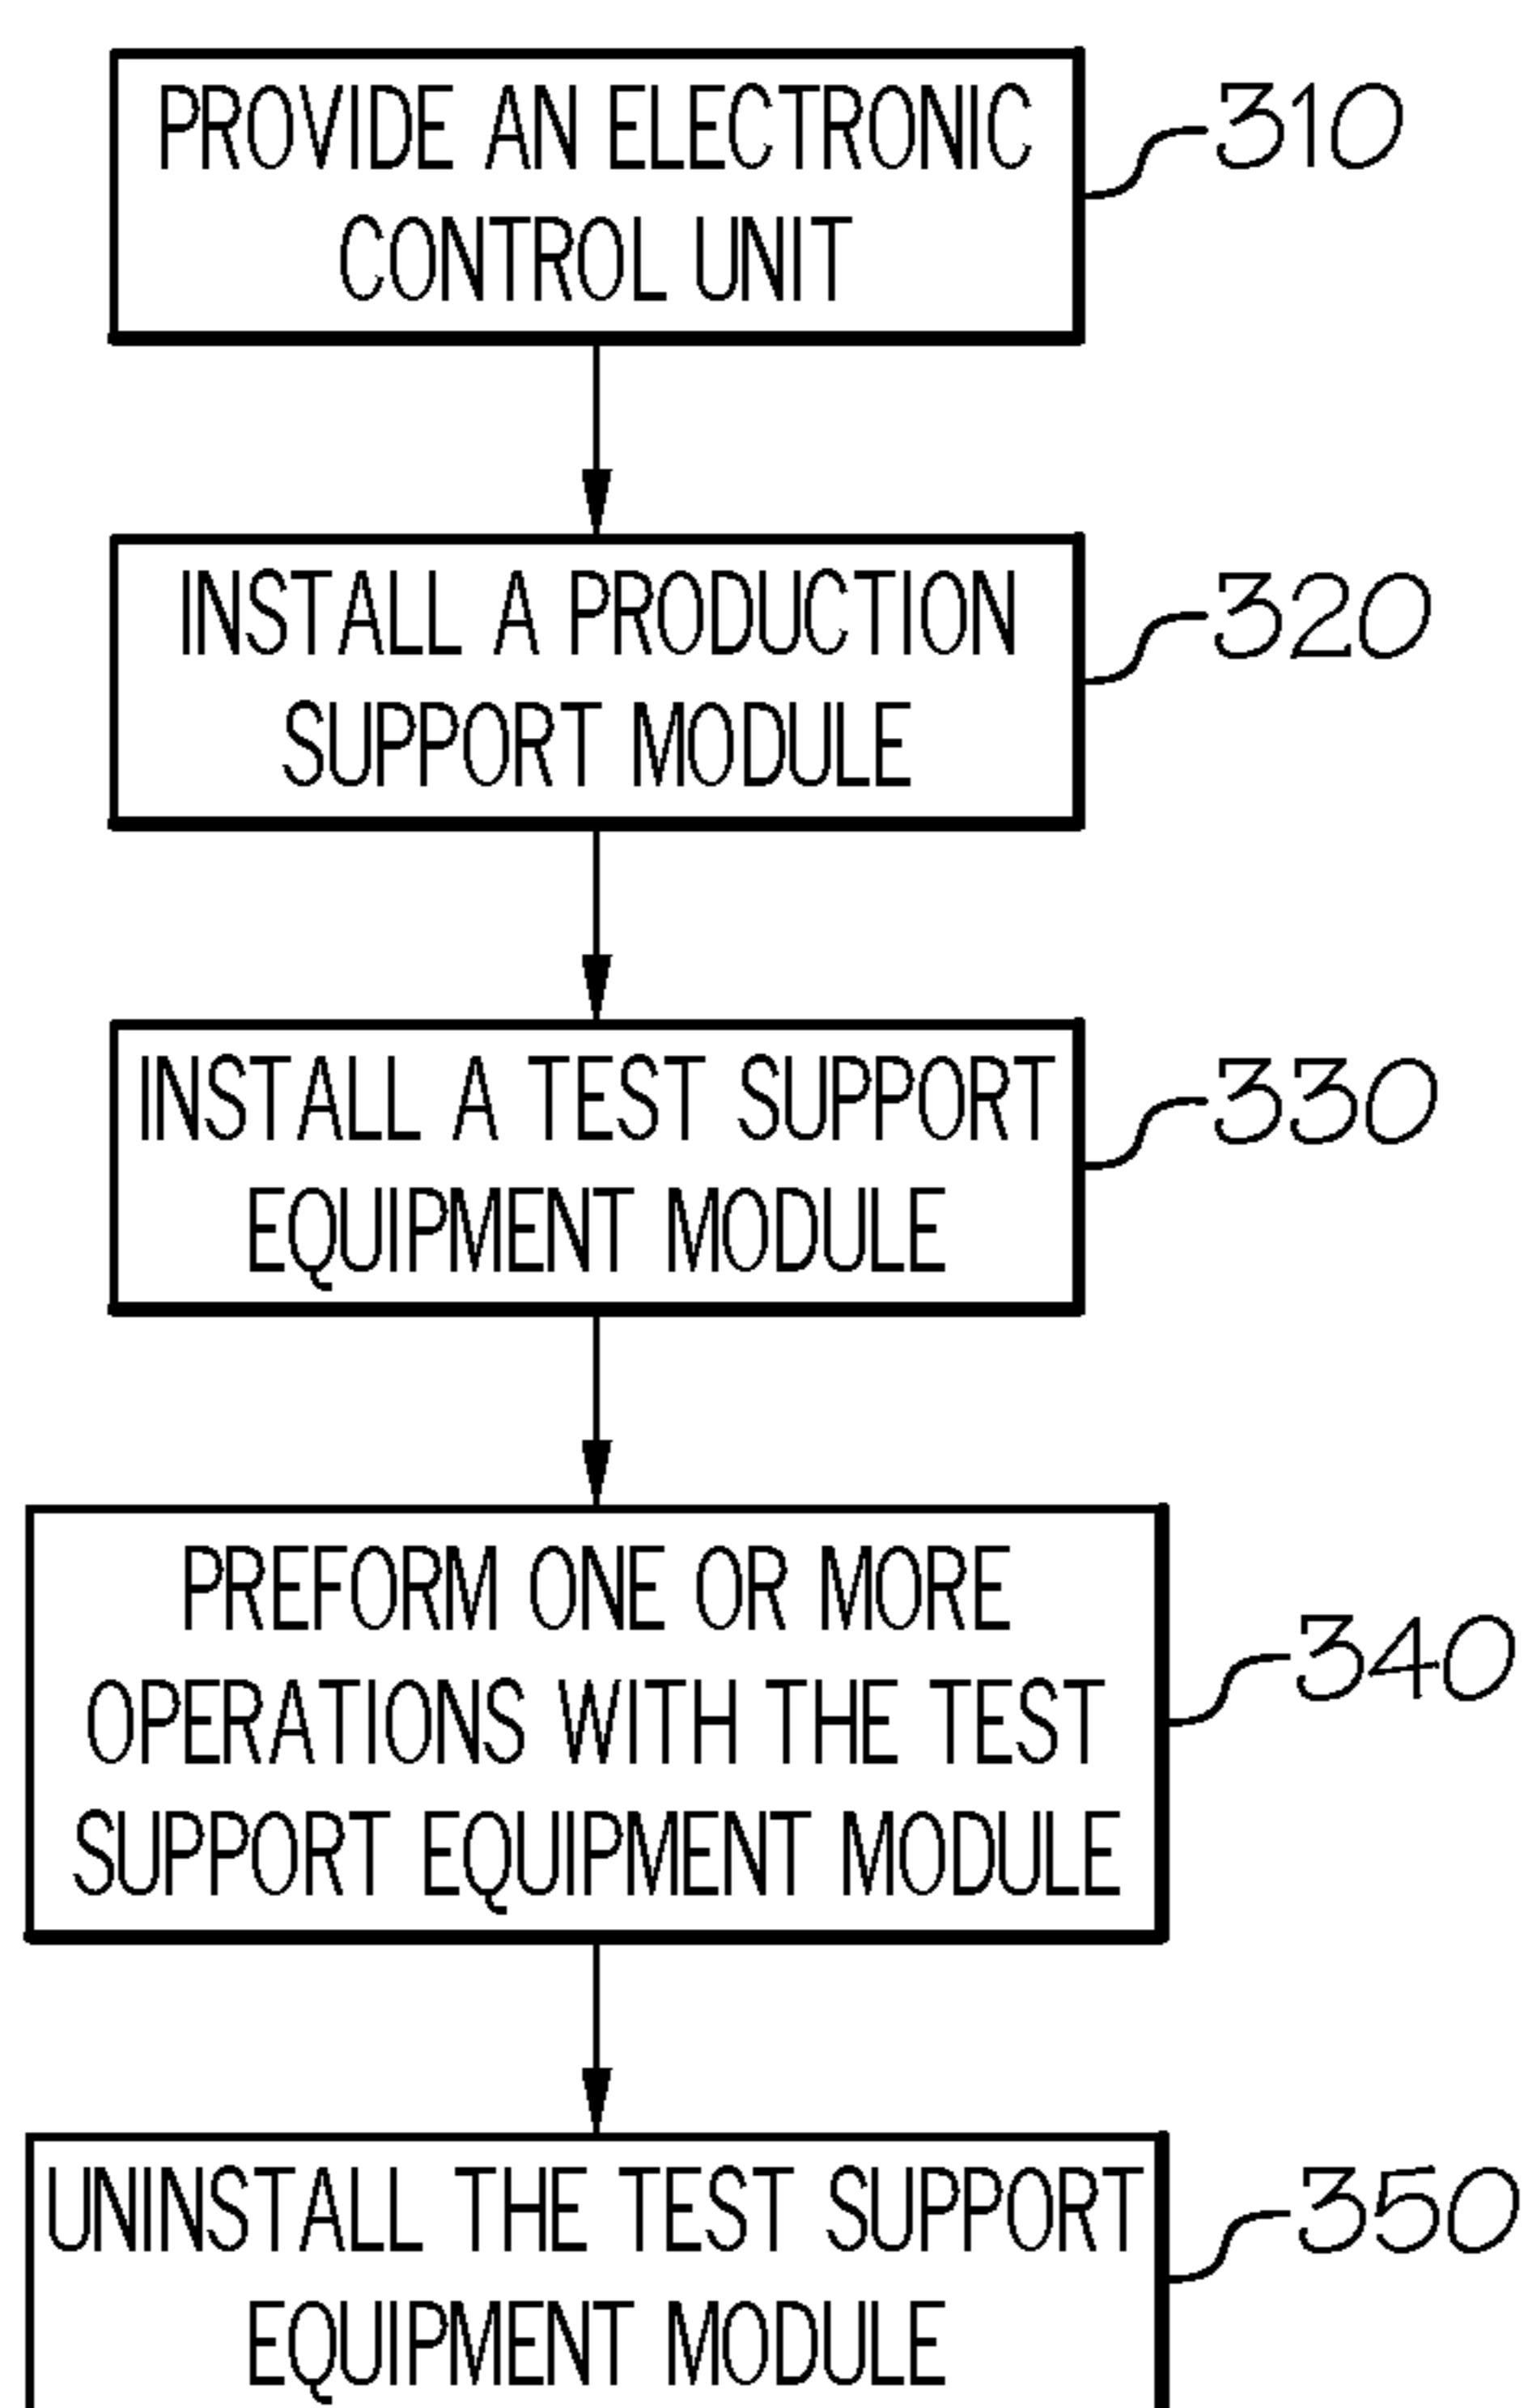 PROVIDE AN ELECTRONIC
CONTROL UNIT
310
INSTALL A PRODUCTION
SUPPORT MODULE
320
INSTALL A TEST SUPPORT
EQUIPMENT MODULE
330
PREFORM ONE OR MORE
OPERATIONS WITH THE TEST
SUPPORT EQUIPMENT MODULE
340
UNINSTALL THE TEST SUPPORT
EQUIPMENT MODULE
350